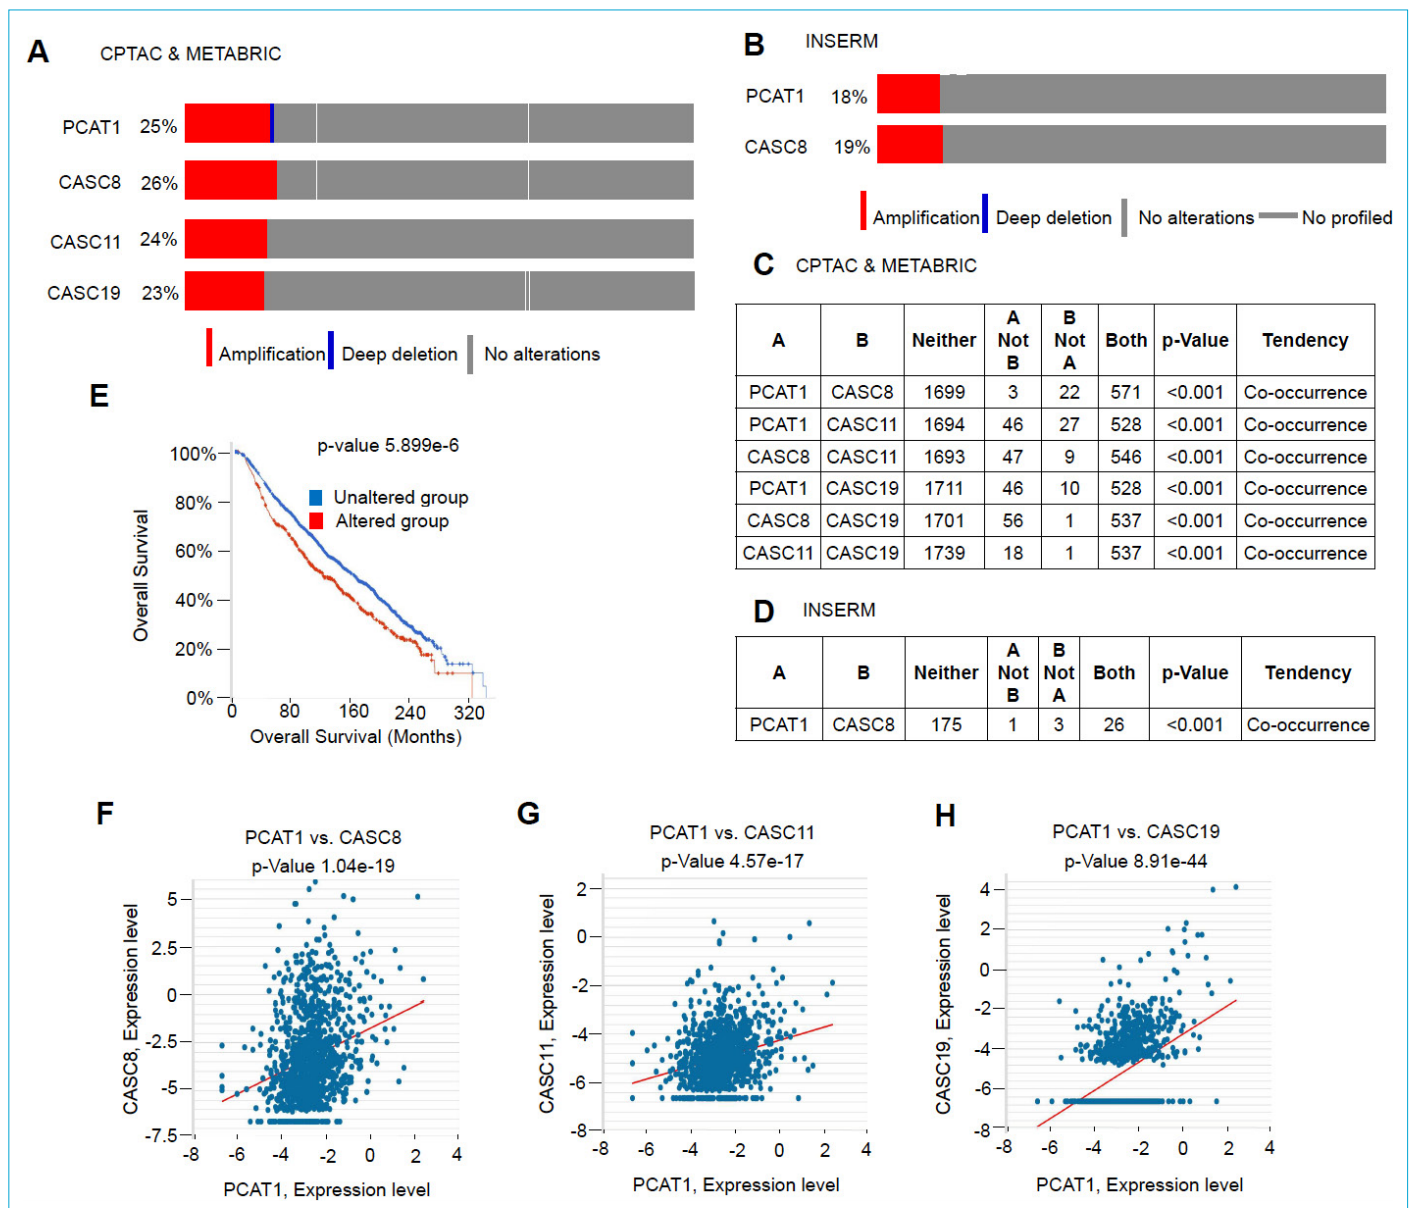 A CPTAC & METABRIC
PCAT1 25%
CASC8 26%
CASC11 24%
CASC19 23%
Amplification Deep deletion No alterations
B INSERM
PCAT1 18%
CASC8 19%
Amplification Deep deletion No alterations No profiled
C CPTAC & METABRIC
A B Neither A Not B B Not A Both p-Value Tendency
PCAT1 CASC8 1699 3 22 571 <0.001 Co-occurrence
PCAT1 CASC11 1694 46 27 528 <0.001 Co-occurrence
CASC8 CASC11 1693 47 9 546 <0.001 Co-occurrence
PCAT1 CASC19 1711 46 10 528 <0.001 Co-occurrence
CASC8 CASC19 1701 56 1 537 <0.001 Co-occurrence
CASC11 CASC19 1739 18 1 537 <0.001 Co-occurrence
D INSERM
A B Neither A Not B B Not A Both p-Value Tendency
PCAT1 CASC8 175 1 3 26 <0.001 Co-occurrence
E
p-value 5.899e-6
Unaltered group
Altered group
Overall Survival
100%
80%
60%
40%
20%
0%
0 80 160 240 320
Overall Survival (Months)
F
PCAT1 vs. CASC8
p-Value 1.04e-19
CASC8, Expression level
5
2.5
0
-2.5
-5
-7.5
-8 -6 -4 -2 0 2 4
PCAT1, Expression level
G
PCAT1 vs. CASC11
p-Value 4.57e-17
CASC11, Expression level
2
0
-2
-4
-6
-8
-8 -6 -4 -2 0 2 4
PCAT1, Expression level
H
PCAT1 vs. CASC19
p-Value 8.91e-44
CASC19, Expression level
4
2
0
-2
-4
-6
-8
-8 -6 -4 -2 0 2 4
PCAT1, Expression level